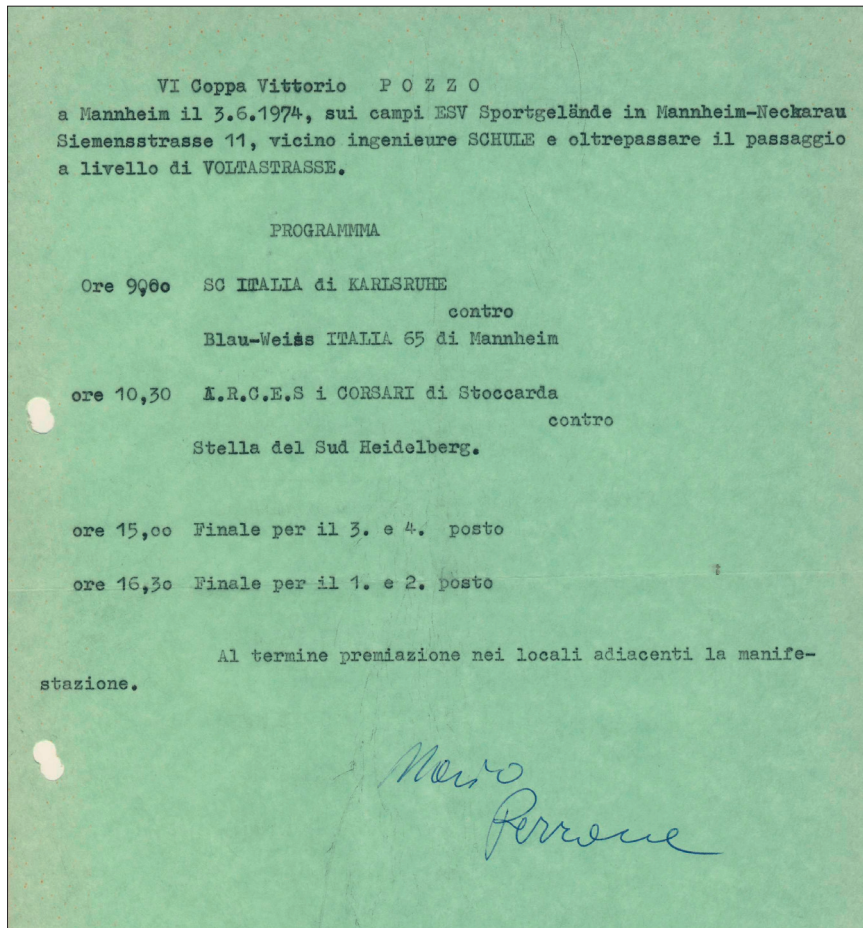 VI Coppa Vittorio P O Z Z O
a Mannheim il 3.6.1974, sui campi ESV Sportgelände in Mannheim-Neckarau
Siemensstrasse 11, vicino ingenieure SCHULE e oltrepassare il passaggio
a livello di VOLTASTRASSE.
PROGRAMMMA
Ore 9,00 SC ITALIA di KARLSRUHE
contro
Blau-Weiss ITALIA 65 di Mannheim
ore 10,30 A.R.C.E.S i CORSARI di Stoccarda
contro
Stella del Sud Heidelberg.
ore 15,oo Finale per il 3. e 4. posto
ore 16,3o Finale per il 1. e 2. posto
Al termine premiazione nei locali adiacenti la manife-
stazione.
Mario
Perrone